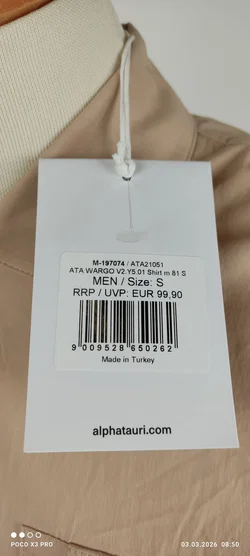 M-197074 / ATA21051
ATA WARGO V2.Y5.01 Shirt m 81 S
MEN / Size: S
RRP / UVP: EUR 99,90
9 009528 650262
Made in Turkey
alphatauri.com
POCO X3 PRO
03.03.2026 08:50